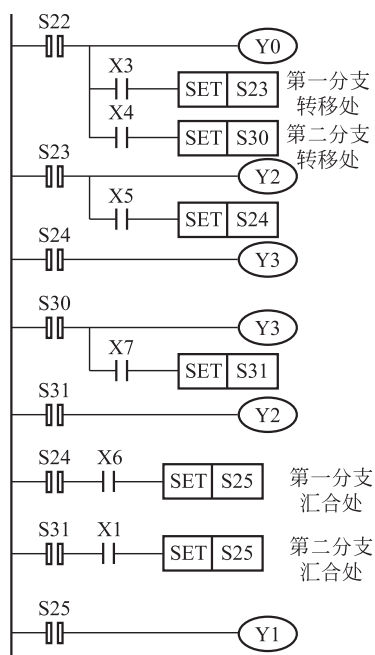 S22
Y0
X3
SET S23 第一分支
转移处
X4
SET S30 第二分支
转移处
S23
Y2
X5
SET S24
S24
Y3
S30
Y3
X7
SET S31
S31
Y2
S24 X6
SET S25 第一分支
汇合处
S31 X1
SET S25 第二分支
汇合处
S25
Y1